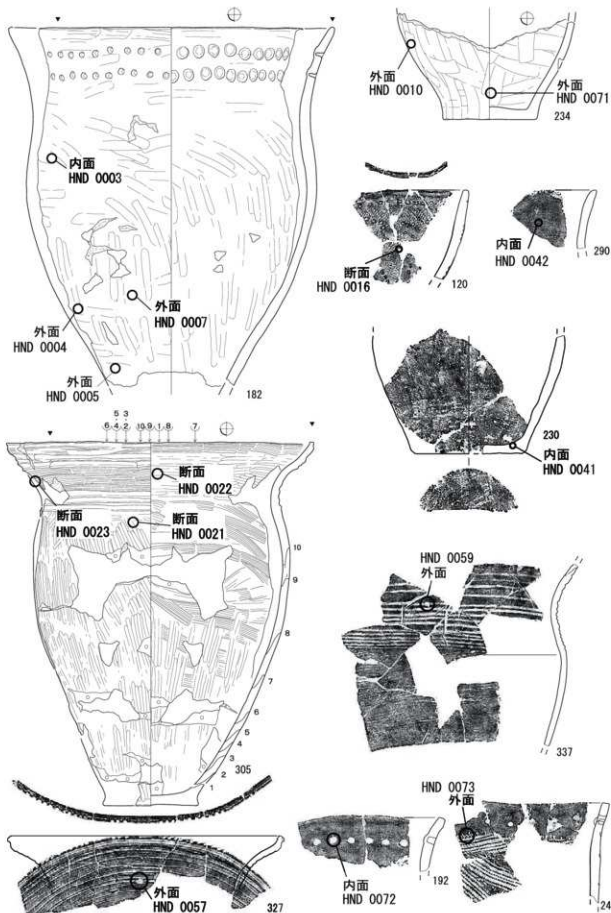 内面
HND 0003
外面
HND 0007
外面
HND 0004
外面
HND 0005
182
外面
HND 0010
外面
HND 0071
234
断面
HND 0016
120
内面
HND 0042
290
230
内面
HND 0041
5 3
6 4 2 10 9 1 8 7
断面
HND 0022
断面
HND 0023
断面
HND 0021
10
9
8
7
6
5
4
3
2
1
305
HND 0059
外面
337
外面
HND 0057
327
内面
HND 0072
192
HND 0073
外面
24